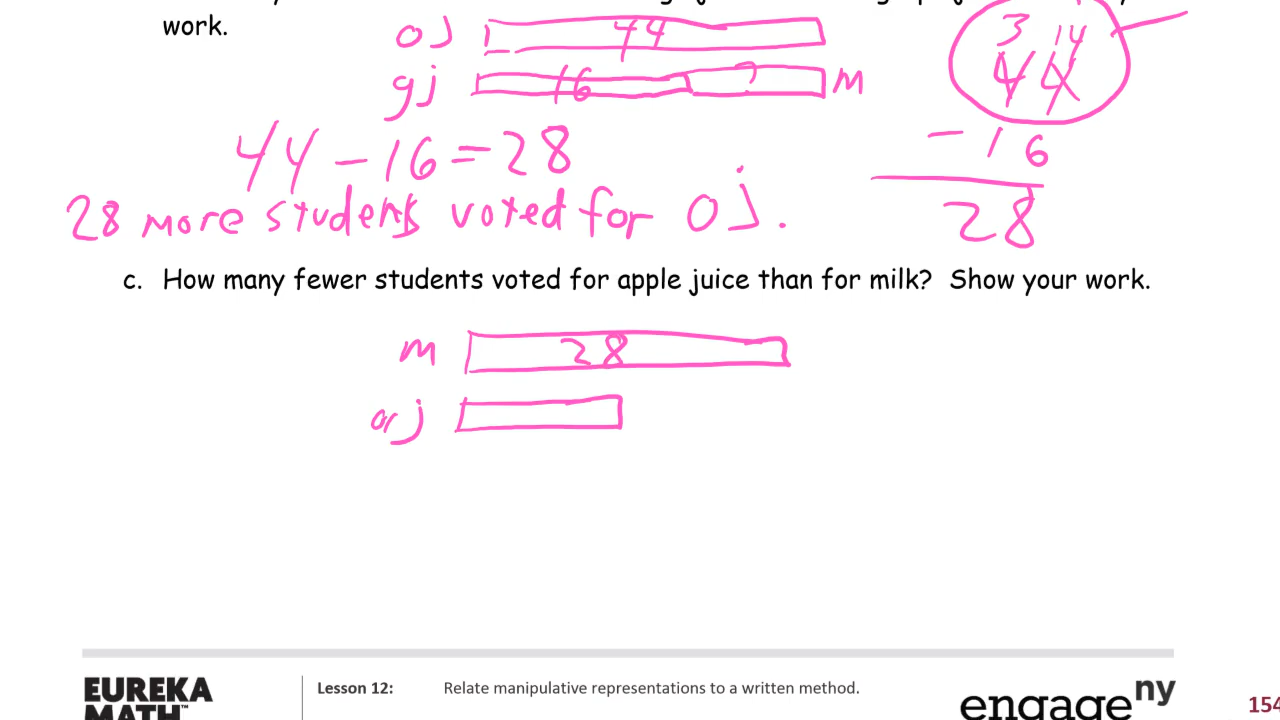 work.
oj 44
gj 16 ? m
3 14
44
- 16
28
44 - 16 = 28
28 more students voted for oj.
c. How many fewer students voted for apple juice than for milk? Show your work.
m 28
aj
EUREKA
MATH™
Lesson 12: Relate manipulative representations to a written method.
engage ny
154